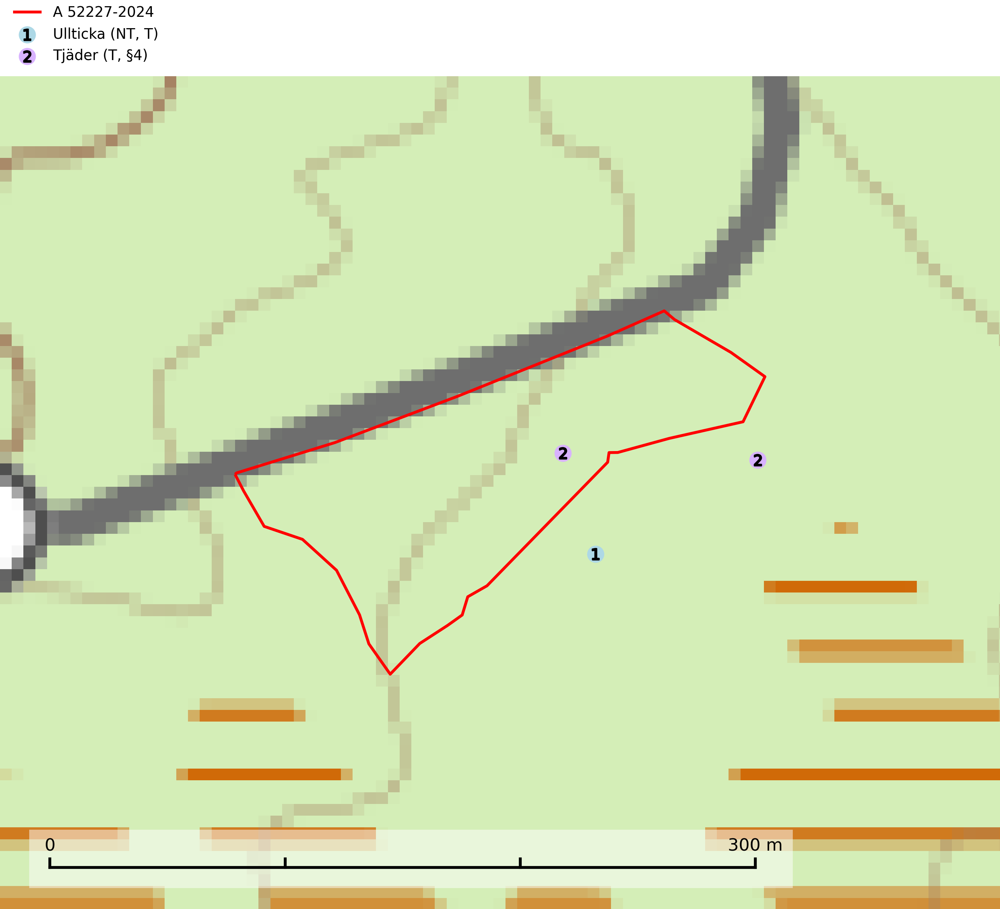 A 52227-2024
1 Ullticka (NT, T)
2 Tjäder (T, §4)
2
2
1
0 300 m